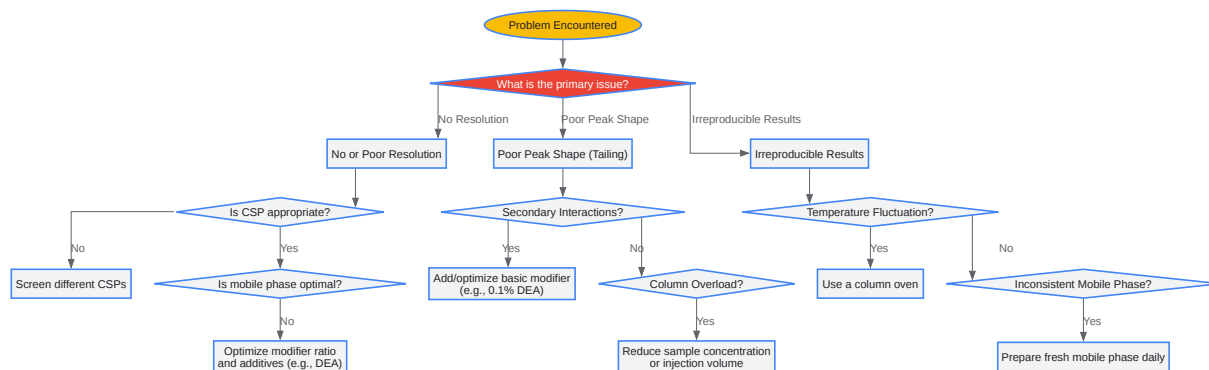 Problem Encountered
What is the primary issue?
No Resolution
Poor Peak Shape
Irreproducible Results
No or Poor Resolution
Poor Peak Shape (Tailing)
Irreproducible Results
Is CSP appropriate?
Secondary Interactions?
Temperature Fluctuation?
No
Yes
Yes
No
Yes
No
Screen different CSPs
Is mobile phase optimal?
Add/optimize basic modifier
(e.g., 0.1% DEA)
Column Overload?
Use a column oven
Inconsistent Mobile Phase?
No
Yes
Yes
Optimize modifier ratio
and additives (e.g., DEA)
Reduce sample concentration
or injection volume
Prepare fresh mobile phase daily